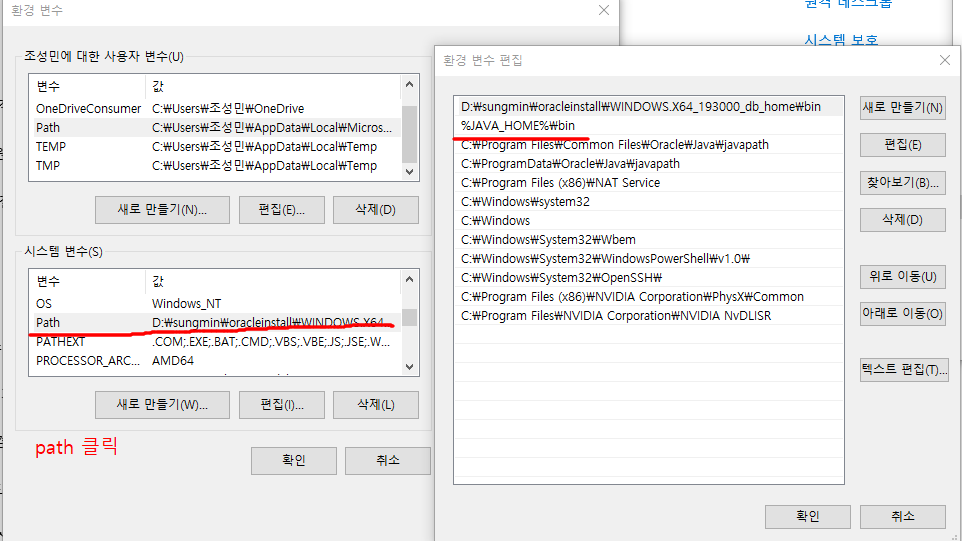 환경 변수
조성민에 대한 사용자 변수(U)
변수 값
OneDriveConsumer C:₩Users₩조성민₩OneDrive
Path C:₩Users₩조성민₩AppData₩Local₩Micros...
TEMP C:₩Users₩조성민₩AppData₩Local₩Temp
TMP C:₩Users₩조성민₩AppData₩Local₩Temp
새로 만들기(N)... 편집(E)... 삭제(D)
시스템 변수(S)
변수 값
OS Windows_NT
Path D:₩sungmin₩oracleinstall₩WINDOWS.X64_
PATHEXT .COM;.EXE;.BAT;.CMD;.VBS;.VBE;.JS;.JSE;.W...
PROCESSOR_ARC... AMD64
새로 만들기(W)... 편집(I)... 삭제(L)
path 클릭
확인 취소
원격 데스크톱
시스템 보호
환경 변수 편집
D:₩sungmin₩oracleinstall₩WINDOWS.X64_193000_db_home₩bin
%JAVA_HOME%₩bin
C:₩Program Files₩Common Files₩Oracle₩Java₩javapath
C:₩ProgramData₩Oracle₩Java₩javapath
C:₩Program Files (x86)₩NAT Service
C:₩Windows₩system32
C:₩Windows
C:₩Windows₩System32₩Wbem
C:₩Windows₩System32₩WindowsPowerShell₩v1.0₩
C:₩Windows₩System32₩OpenSSH₩
C:₩Program Files (x86)₩NVIDIA Corporation₩PhysX₩Common
C:₩Program Files₩NVIDIA Corporation₩NVIDIA NvDLISR
새로 만들기(N)
편집(E)
찾아보기(B)...
삭제(D)
위로 이동(U)
아래로 이동(O)
텍스트 편집(T)...
확인 취소